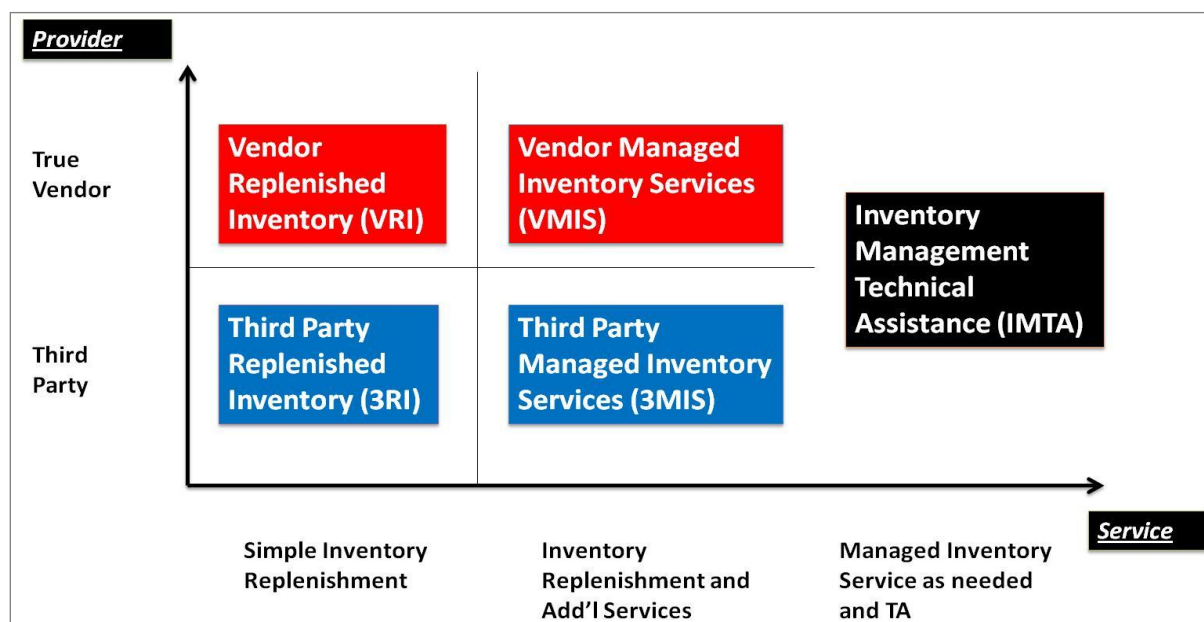 Provider
True
Vendor
Vendor
Replenished
Inventory (VRI)
Vendor Managed
Inventory Services
(VMIS)
Inventory
Management
Technical
Assistance (IMTA)
Third
Party
Third Party
Replenished
Inventory (3RI)
Third Party
Managed Inventory
Services (3MIS)
Service
Simple Inventory
Replenishment
Inventory
Replenishment and
Add’l Services
Managed Inventory
Service as needed
and TA